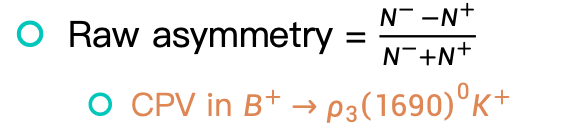 Raw asymmetry = N⁻ −N⁺ / N⁻+N⁺
CPV in B⁺ → ρ₃(1690)⁰K⁺